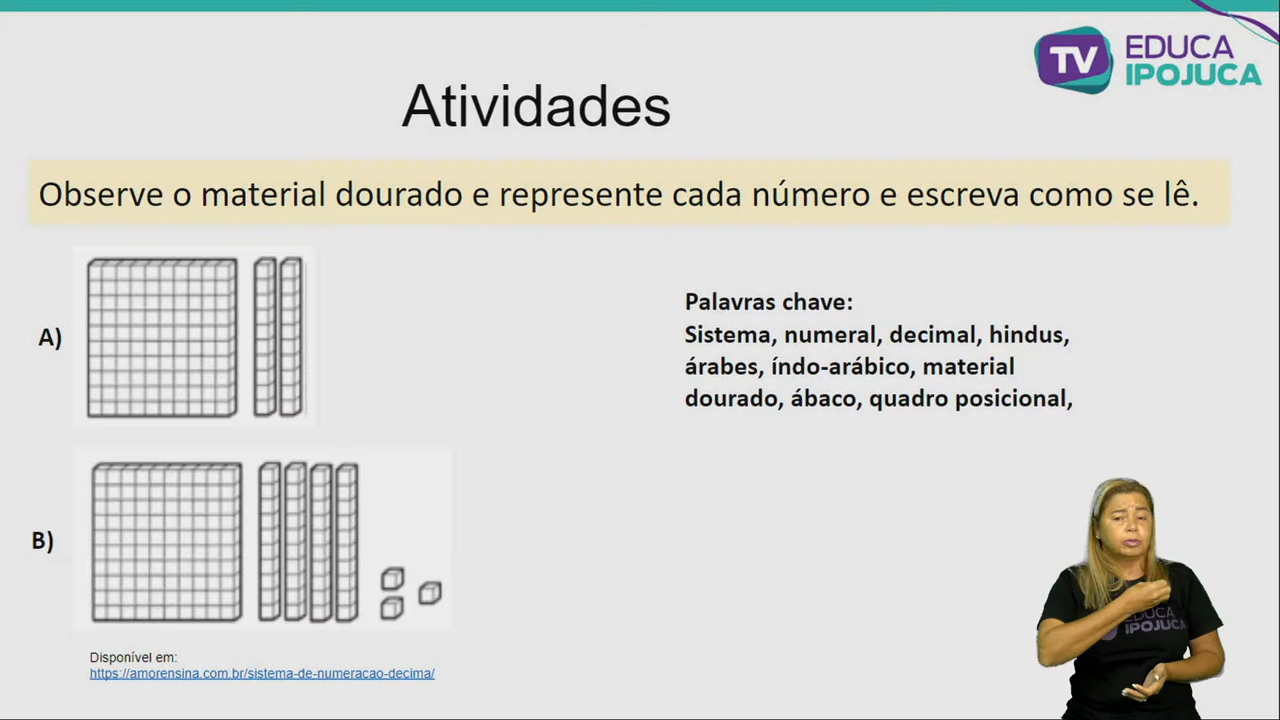 TV EDUCA
IPOJUCA
Atividades
Observe o material dourado e represente cada número e escreva como se lê.
A)
Palavras chave:
Sistema, numeral, decimal, hindus,
árabes, índo-arábico, material
dourado, ábaco, quadro posicional,
B)
Disponível em:
https://amorensina.com.br/sistema-de-numeracao-decima/
EDUCA
IPOJUCA